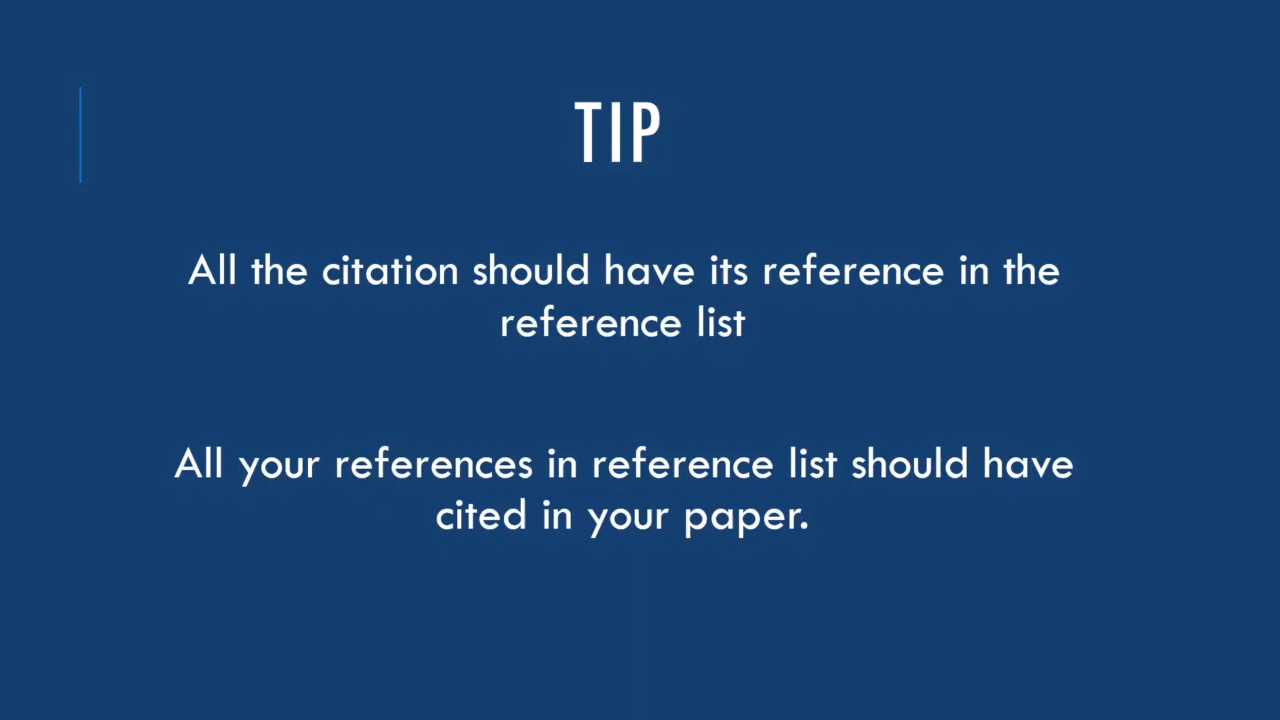 TIP
All the citation should have its reference in the
reference list
All your references in reference list should have
cited in your paper.